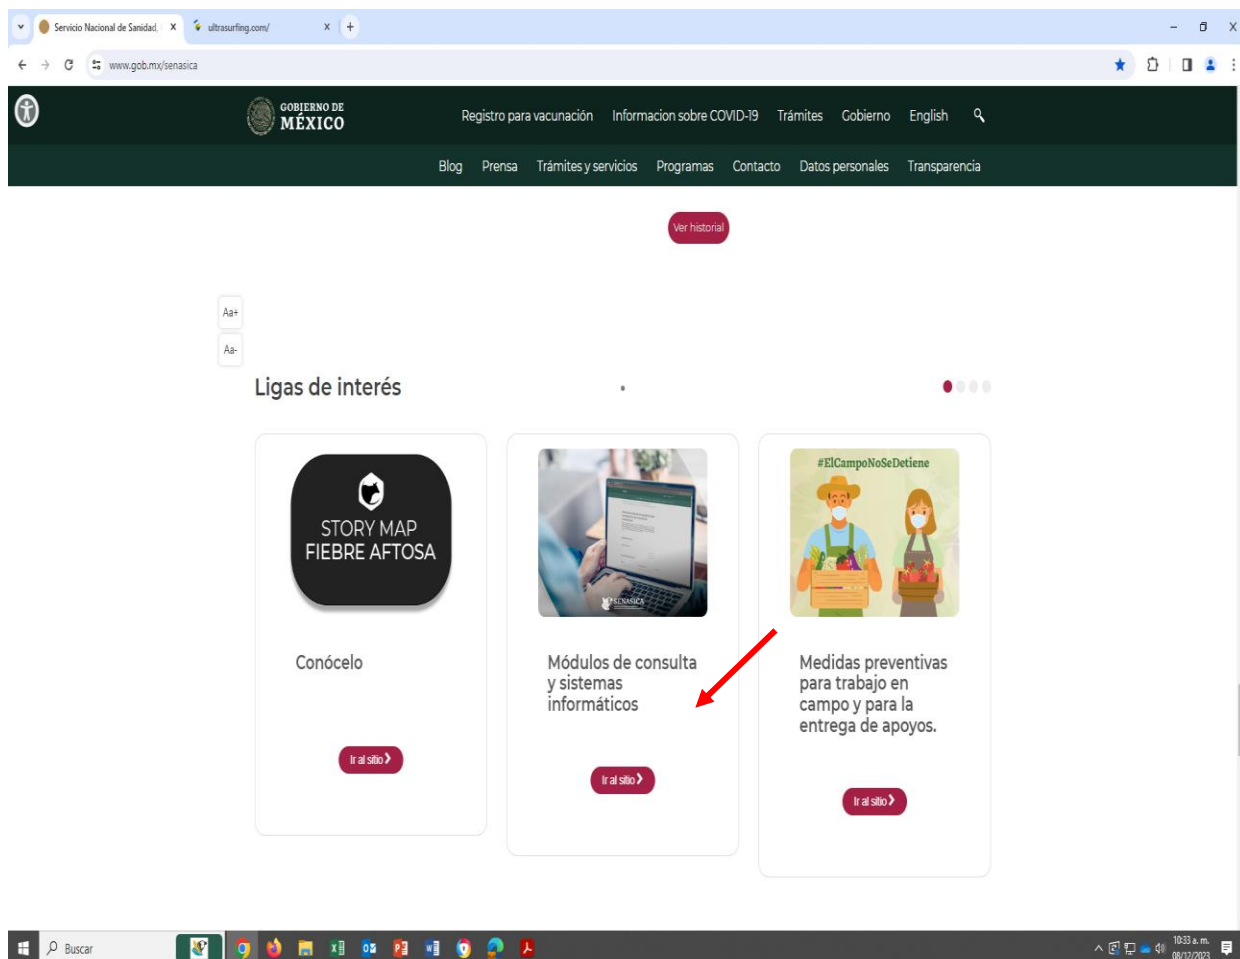 Servicio Nacional de Sanidad,
ultrasurfing.com/
www.gob.mx/senasica
GOBIERNO DE
MÉXICO
Registro para vacunación Informacion sobre COVID-19 Trámites Gobierno English
Blog Prensa Trámites y servicios Programas Contacto Datos personales Transparencia
Ver historial
Aa+
Aa-
Ligas de interés
STORY MAP
FIEBRE AFTOSA
Conócelo
Ir al sitio
SENASICA
Módulos de consulta
y sistemas
informáticos
Ir al sitio
#ElCampoNoSeDetiene
Medidas preventivas
para trabajo en
campo y para la
entrega de apoyos.
Ir al sitio
Buscar
10:33 a. m.
08/12/2023